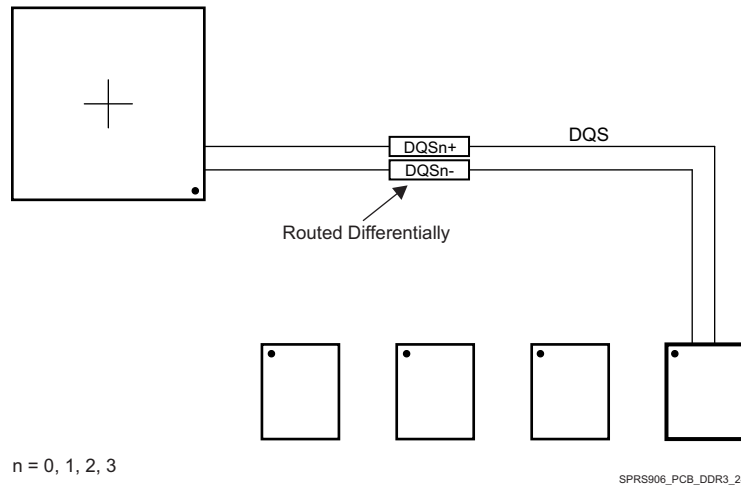 DQSn+
DQS
DQSn-
Routed Differentially
n = 0, 1, 2, 3
SPRS906_PCB_DDR3_2